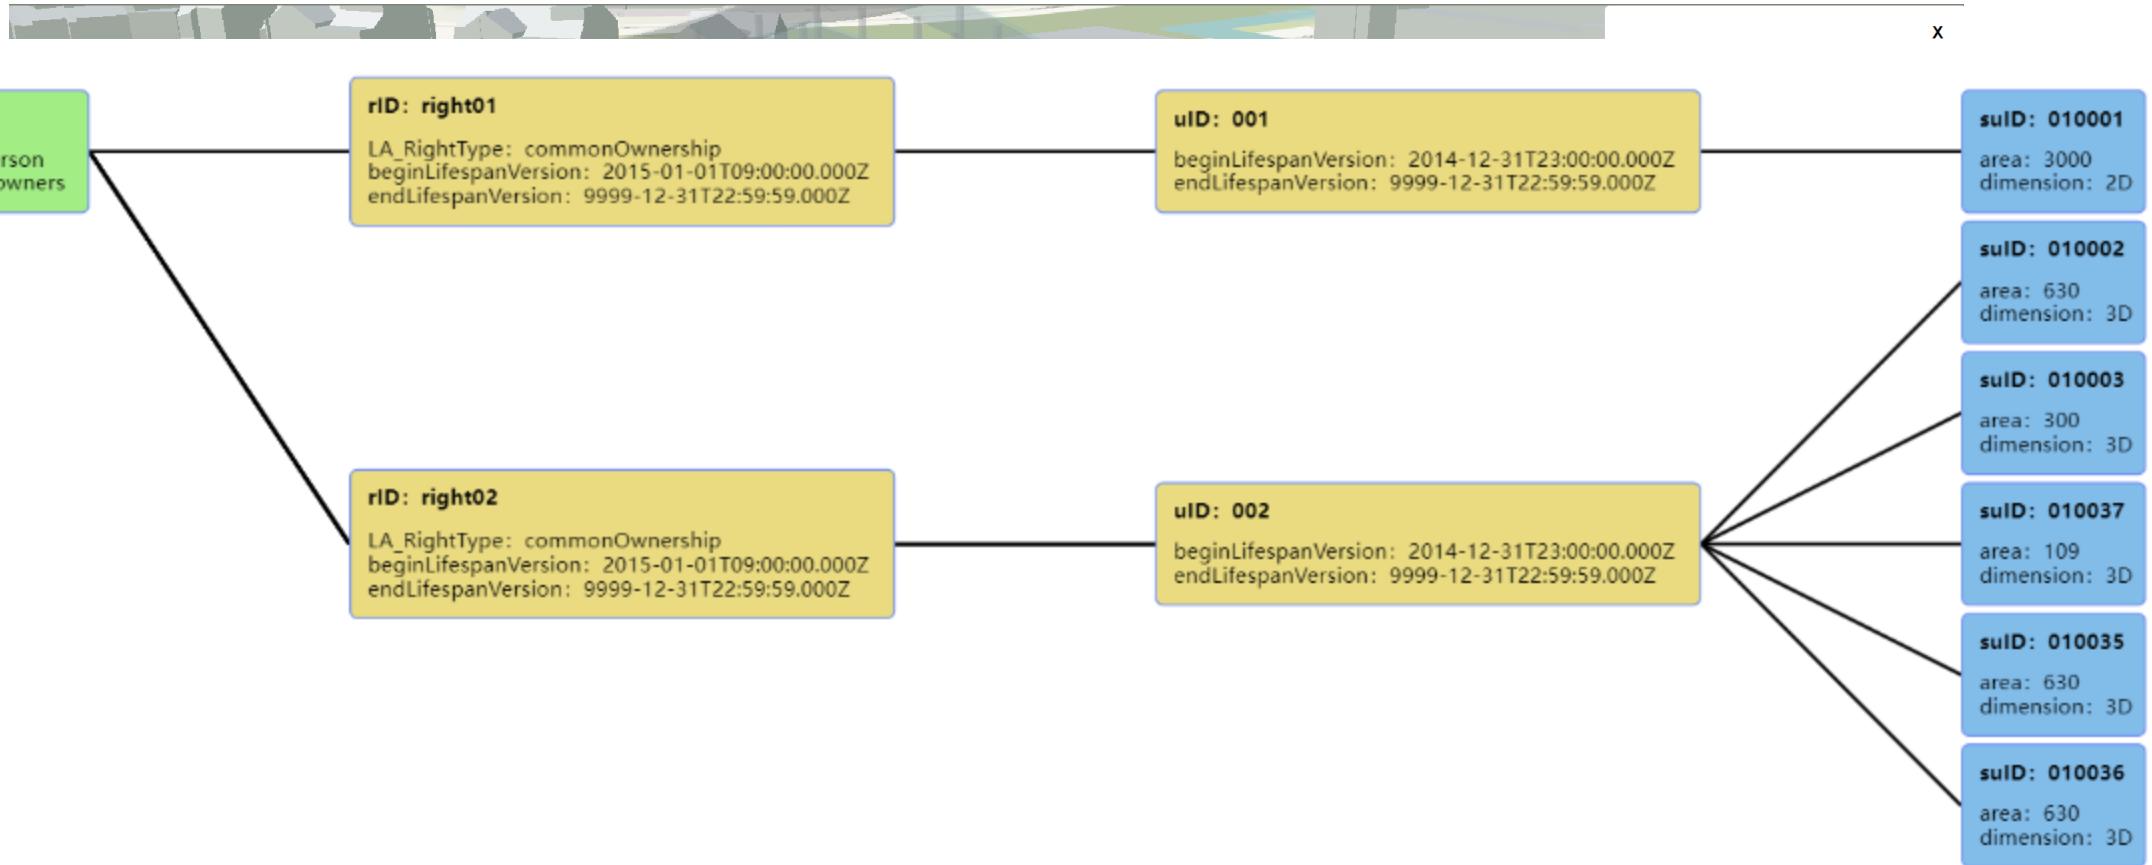 x
rson
owners
rID: right01
LA_RightType: commonOwnership
beginLifespanVersion: 2015-01-01T09:00:00.000Z
endLifespanVersion: 9999-12-31T22:59:59.000Z
uID: 001
beginLifespanVersion: 2014-12-31T23:00:00.000Z
endLifespanVersion: 9999-12-31T22:59:59.000Z
suID: 010001
area: 3000
dimension: 2D
suID: 010002
area: 630
dimension: 3D
suID: 010003
area: 300
dimension: 3D
rID: right02
LA_RightType: commonOwnership
beginLifespanVersion: 2015-01-01T09:00:00.000Z
endLifespanVersion: 9999-12-31T22:59:59.000Z
uID: 002
beginLifespanVersion: 2014-12-31T23:00:00.000Z
endLifespanVersion: 9999-12-31T22:59:59.000Z
suID: 010037
area: 109
dimension: 3D
suID: 010035
area: 630
dimension: 3D
suID: 010036
area: 630
dimension: 3D